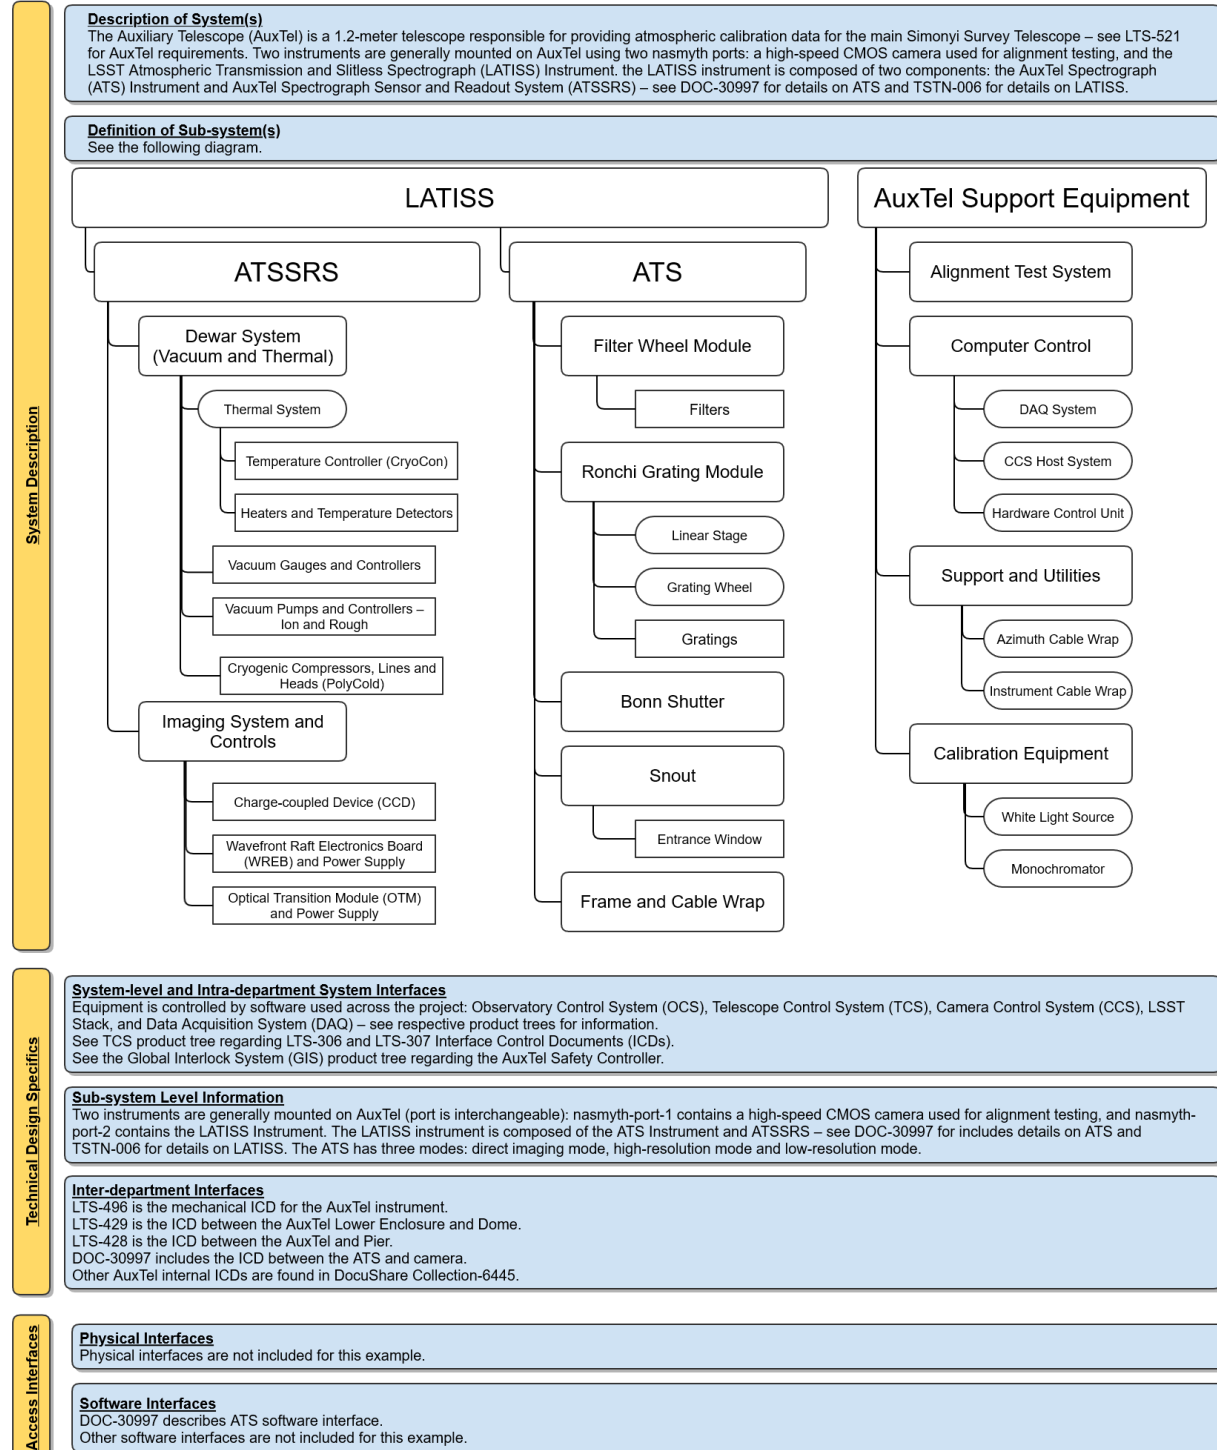 System Description
Description of System(s)
The Auxiliary Telescope (AuxTel) is a 1.2-meter telescope responsible for providing atmospheric calibration data for the main Simonyi Survey Telescope – see LTS-521
for AuxTel requirements. Two instruments are generally mounted on AuxTel using two nasmyth ports: a high-speed CMOS camera used for alignment testing, and the
LSST Atmospheric Transmission and Slitless Spectrograph (LATISS) Instrument. the LATISS instrument is composed of two components: the AuxTel Spectrograph
(ATS) Instrument and AuxTel Spectrograph Sensor and Readout System (ATSSRS) – see DOC-30997 for details on ATS and TSTN-006 for details on LATISS.
Definition of Sub-system(s)
See the following diagram.
LATISS
ATSSRS
Dewar System
(Vacuum and Thermal)
Thermal System
Temperature Controller (CryoCon)
Heaters and Temperature Detectors
Vacuum Gauges and Controllers
Vacuum Pumps and Controllers –
Ion and Rough
Cryogenic Compressors, Lines and
Heads (PolyCold)
Imaging System and
Controls
Charge-coupled Device (CCD)
Wavefront Raft Electronics Board
(WREB) and Power Supply
Optical Transition Module (OTM)
and Power Supply
ATS
Filter Wheel Module
Filters
Ronchi Grating Module
Linear Stage
Grating Wheel
Gratings
Bonn Shutter
Snout
Entrance Window
Frame and Cable Wrap
AuxTel Support Equipment
Alignment Test System
Computer Control
DAQ System
CCS Host System
Hardware Control Unit
Support and Utilities
Azimuth Cable Wrap
Instrument Cable Wrap
Calibration Equipment
White Light Source
Monochromator
Technical Design Specifics
System-level and Intra-department System Interfaces
Equipment is controlled by software used across the project: Observatory Control System (OCS), Telescope Control System (TCS), Camera Control System (CCS), LSST
Stack, and Data Acquisition System (DAQ) – see respective product trees for information.
See TCS product tree regarding LTS-306 and LTS-307 Interface Control Documents (ICDs).
See the Global Interlock System (GIS) product tree regarding the AuxTel Safety Controller.
Sub-system Level Information
Two instruments are generally mounted on AuxTel (port is interchangeable): nasmyth-port-1 contains a high-speed CMOS camera used for alignment testing, and nasmyth-
port-2 contains the LATISS Instrument. The LATISS instrument is composed of the ATS Instrument and ATSSRS – see DOC-30997 for includes details on ATS and
TSTN-006 for details on LATISS. The ATS has three modes: direct imaging mode, high-resolution mode and low-resolution mode.
Inter-department Interfaces
LTS-496 is the mechanical ICD for the AuxTel instrument.
LTS-429 is the ICD between the AuxTel Lower Enclosure and Dome.
LTS-428 is the ICD between the AuxTel and Pier.
DOC-30997 includes the ICD between the ATS and camera.
Other AuxTel internal ICDs are found in DocuShare Collection-6445.
Access Interfaces
Physical Interfaces
Physical interfaces are not included for this example.
Software Interfaces
DOC-30997 describes ATS software interface.
Other software interfaces are not included for this example.